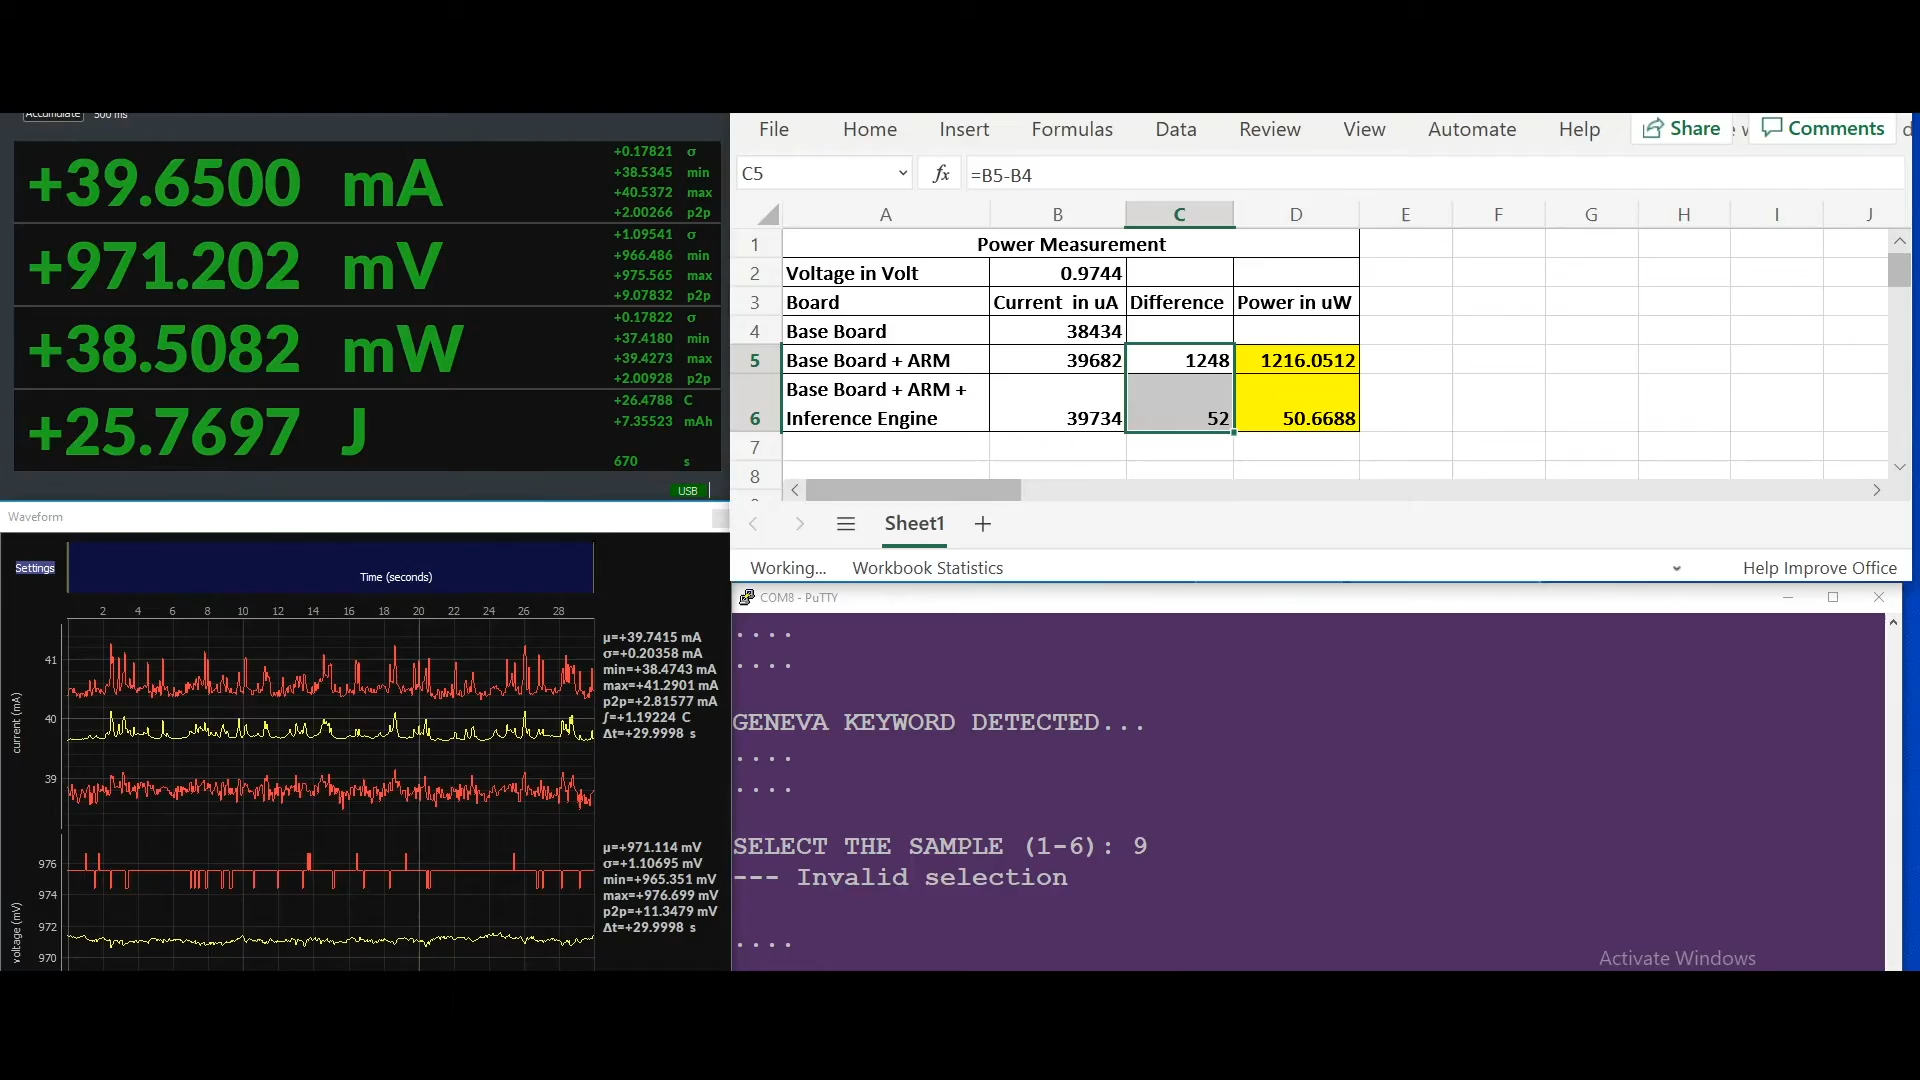 Accumulate 500 ms
+39.6500 mA
+0.17821 σ
+38.5345 min
+40.5372 max
+2.00266 p2p
+971.202 mV
+1.09541 σ
+966.486 min
+975.565 max
+9.07832 p2p
+38.5082 mW
+0.17822 σ
+37.4180 min
+39.4273 max
+2.00928 p2p
+25.7697 J
+26.4788 C
+7.35523 mAh
670 s
USB
Waveform
Settings
Time (seconds)
2 4 6 8 10 12 14 16 18 20 22 24 26 28
current (mA)
41
40
39
μ=+39.7415 mA
σ=+0.20358 mA
min=+38.4743 mA
max=+41.2901 mA
p2p=+2.81577 mA
∫=+1.19224 C
Δt=+29.9998 s
voltage (mV)
976
974
972
970
μ=+971.114 mV
σ=+1.10695 mV
min=+965.351 mV
max=+976.699 mV
p2p=+11.3479 mV
Δt=+29.9998 s
File Home Insert Formulas Data Review View Automate Help Share Comments
C5 fx =B5-B4
A B C D E F G H I J
1 Power Measurement
2 Voltage in Volt 0.9744
3 Board Current in uA Difference Power in uW
4 Base Board 38434
5 Base Board + ARM 39682 1248 1216.0512
Base Board + ARM +
6 Inference Engine 39734 52 50.6688
7
8
Sheet1
Working... Workbook Statistics Help Improve Office
COM8 - PuTTY
....
....
GENEVA KEYWORD DETECTED...
....
....
SELECT THE SAMPLE (1-6): 9
--- Invalid selection
....
Activate Windows